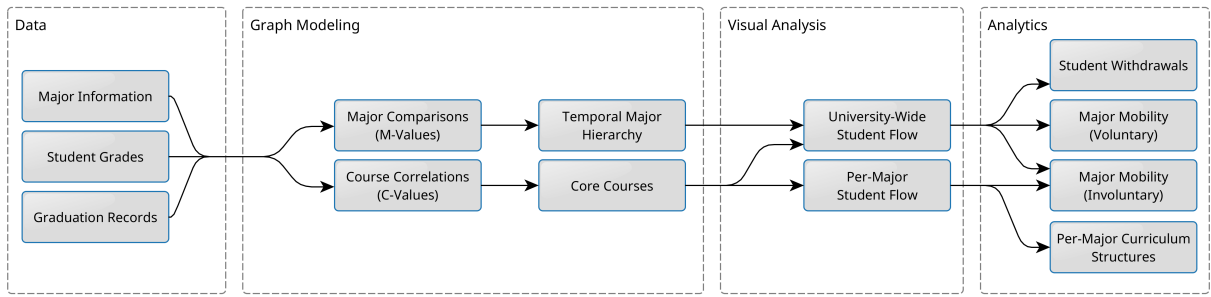 Data
Major Information
Student Grades
Graduation Records
Graph Modeling
Major Comparisons
(M-Values)
Course Correlations
(C-Values)
Temporal Major
Hierarchy
Core Courses
Visual Analysis
University-Wide
Student Flow
Per-Major
Student Flow
Analytics
Student Withdrawals
Major Mobility
(Voluntary)
Major Mobility
(Involuntary)
Per-Major Curriculum
Structures